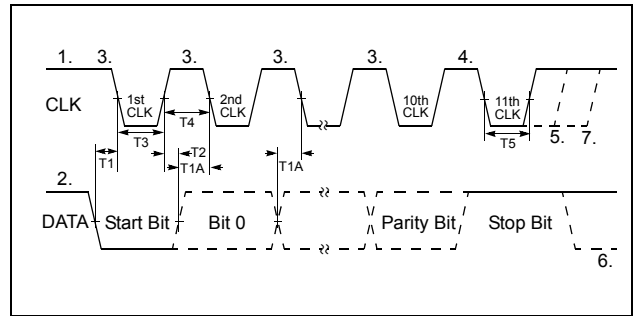 1. 3. 3. 3. 3. 4.
CLK 1st CLK 2nd CLK 10th CLK 11th CLK
T4
T3 T5 5. 7.
T1 T2
T1A T1A
2.
DATA Start Bit Bit 0 Parity Bit Stop Bit
6.